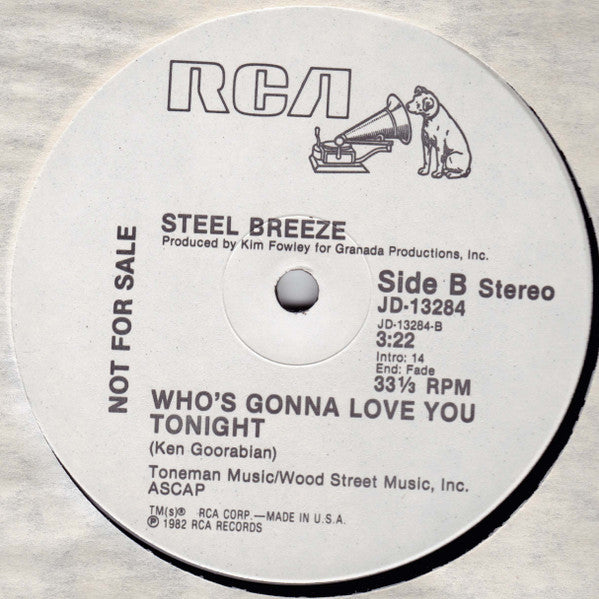 RCA
STEEL BREEZE
Produced by Kim Fowley for Granada Productions, Inc.
NOT FOR SALE
Side B Stereo
JD-13284
JD-13284-B
3:22
Intro: 14
End: Fade
33⅓ RPM
WHO'S GONNA LOVE YOU
TONIGHT
(Ken Goorabian)
Toneman Music/Wood Street Music, Inc.
ASCAP
TM(s)® RCA CORP.—MADE IN U.S.A.
℗ 1982 RCA RECORDS